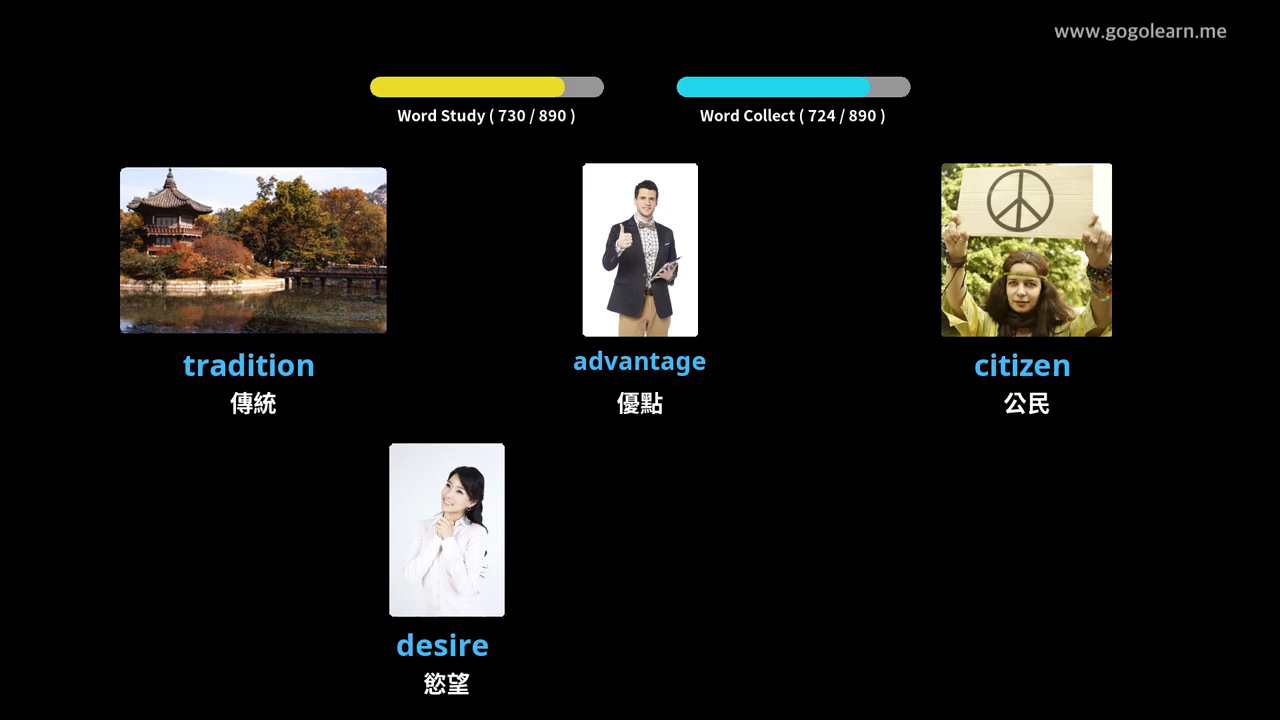 www.gogolearn.me
Word Study ( 730 / 890 )
Word Collect ( 724 / 890 )
tradition
傳統
advantage
優點
citizen
公民
desire
慾望